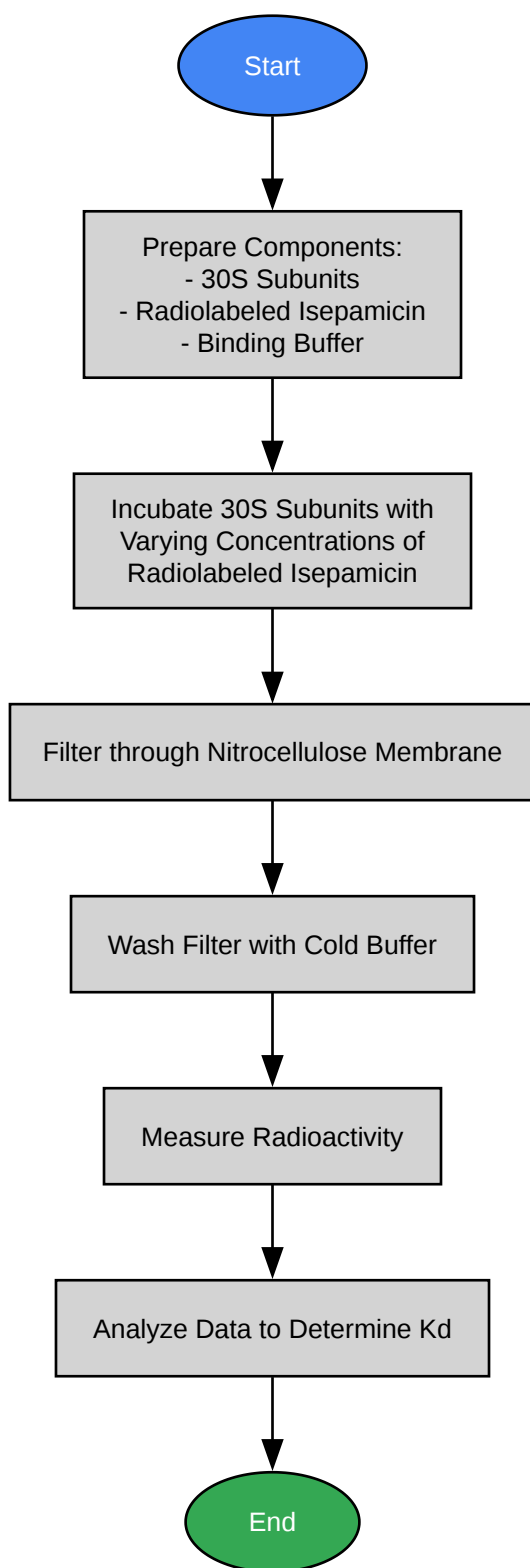 Start
Prepare Components:
- 30S Subunits
- Radiolabeled Isepamicin
- Binding Buffer
Incubate 30S Subunits with
Varying Concentrations of
Radiolabeled Isepamicin
Filter through Nitrocellulose Membrane
Wash Filter with Cold Buffer
Measure Radioactivity
Analyze Data to Determine Kd
End